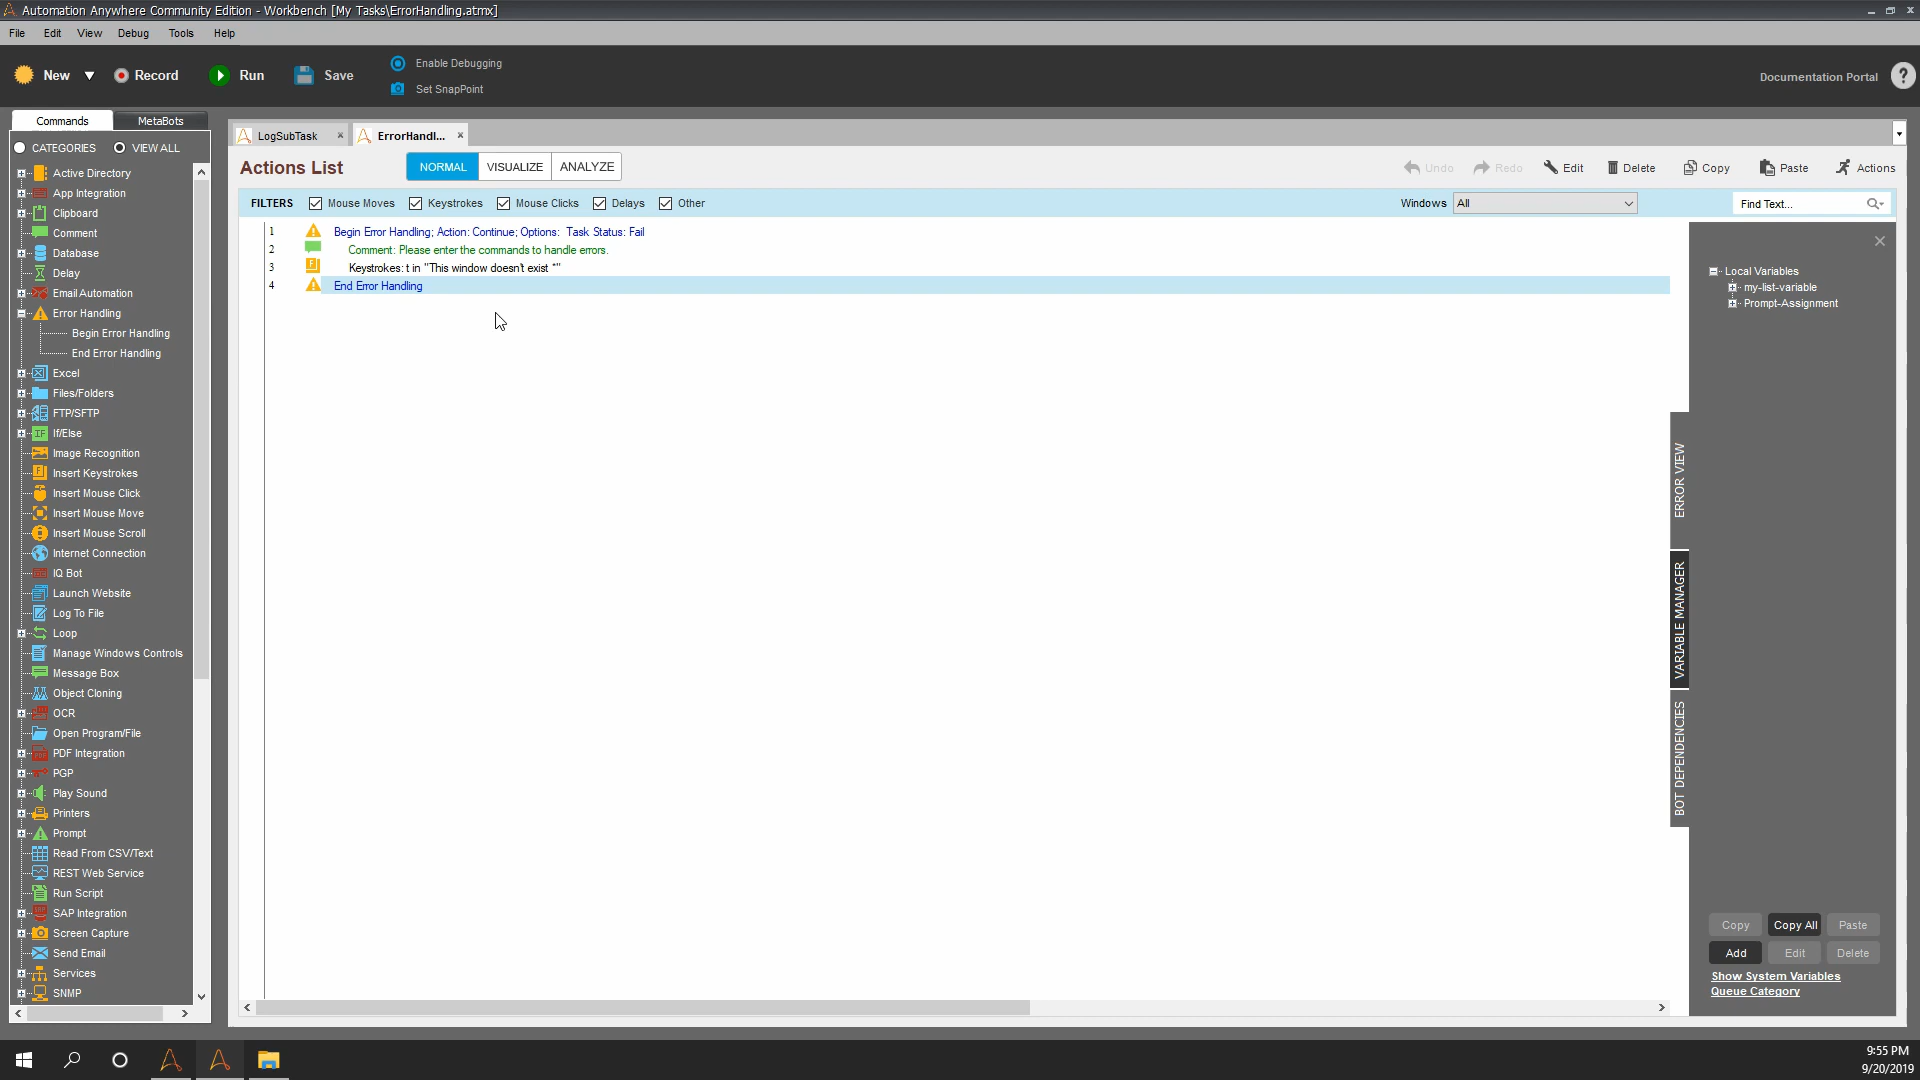 Automation Anywhere Community Edition - Workbench [My Tasks\ErrorHandling.atmx]
File Edit View Debug Tools Help
New Record Run Save
Enable Debugging
Set SnapPoint
Documentation Portal ?
Commands MetaBots
CATEGORIES VIEW ALL
Active Directory
App Integration
Clipboard
Comment
Database
Delay
Email Automation
Error Handling
Begin Error Handling
End Error Handling
Excel
Files/Folders
FTP/SFTP
If/Else
Image Recognition
Insert Keystrokes
Insert Mouse Click
Insert Mouse Move
Insert Mouse Scroll
Internet Connection
IQ Bot
Launch Website
Log To File
Loop
Manage Windows Controls
Message Box
Object Cloning
OCR
Open Program/File
PDF Integration
PGP
Play Sound
Printers
Prompt
Read From CSV/Text
REST Web Service
Run Script
SAP Integration
Screen Capture
Send Email
Services
SNMP
LogSubTask ErrorHandl...
Actions List NORMAL VISUALIZE ANALYZE
Undo Redo Edit Delete Copy Paste Actions
FILTERS Mouse Moves Keystrokes Mouse Clicks Delays Other
Windows All Find Text...
1 Begin Error Handling; Action: Continue; Options: Task Status: Fail
2 Comment: Please enter the commands to handle errors.
3 Keystrokes: t in "This window doesn't exist *"
4 End Error Handling
ERROR VIEW
VARIABLE MANAGER
BOT DEPENDENCIES
Local Variables
my-list-variable
Prompt-Assignment
Copy Copy All Paste
Add Edit Delete
Show System Variables
Queue Category
9:55 PM
9/20/2019